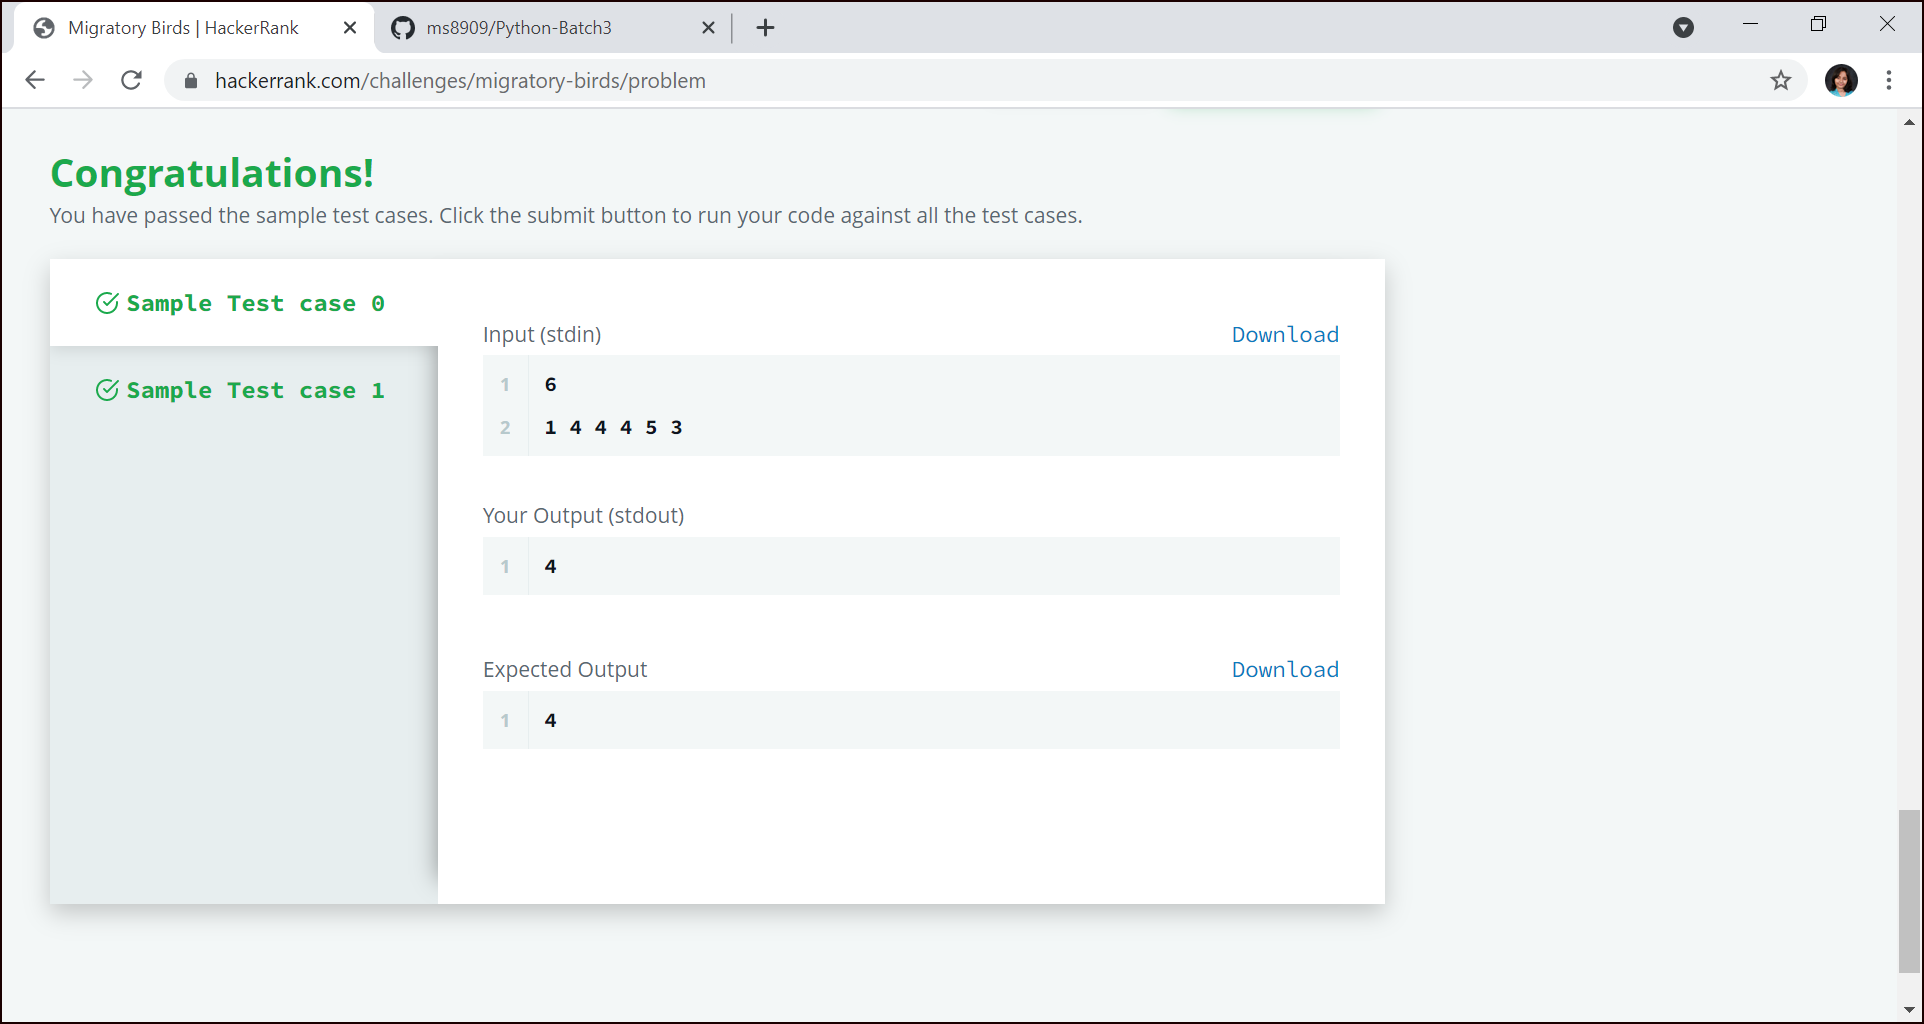 Migratory Birds | HackerRank
ms8909/Python-Batch3
hackerrank.com/challenges/migratory-birds/problem
Congratulations!
You have passed the sample test cases. Click the submit button to run your code against all the test cases.
Sample Test case 0
Sample Test case 1
Input (stdin)
Download
1 6
2 1 4 4 4 5 3
Your Output (stdout)
1 4
Expected Output
Download
1 4